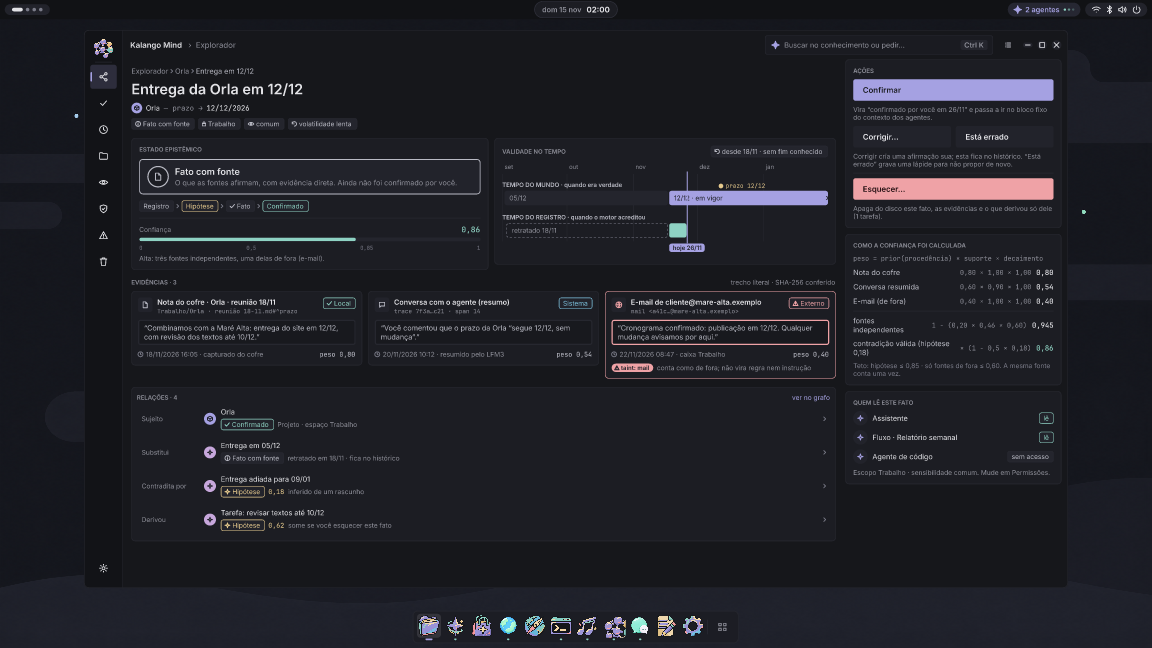 dom 15 nov 02:00
2 agentes
Kalango Mind › Explorador
Buscar no conhecimento ou pedir... Ctrl K
Explorador › Orla › Entrega em 12/12
Entrega da Orla em 12/12
Orla — prazo → 12/12/2026
Fato com fonte
Trabalho
comum
volatilidade lenta
ESTADO EPISTÊMICO
Fato com fonte
O que as fontes afirmam, com evidência direta. Ainda não foi confirmado por você.
Registro › Hipótese › Fato › Confirmado
Confiança 0,86
0 0,5 0,85 1
Alta: três fontes independentes, uma delas de fora (e-mail).
VALIDADE NO TEMPO
desde 18/11 · sem fim conhecido
set out nov dez jan
prazo 12/12
TEMPO DO MUNDO · quando era verdade
05/12
12/12 · em vigor
TEMPO DO REGISTRO · quando o motor acreditou
retratado 18/11
hoje 26/11
EVIDÊNCIAS · 3
trecho literal · SHA-256 conferido
Nota do cofre · Orla · reunião 18/11
Local
Trabalho/Orla · reunião 18-11.md^prazo
“Combinamos com a Maré Alta: entrega do site em 12/12, com revisão dos textos até 10/12.”
18/11/2026 16:05 · capturado do cofre
peso 0,80
Conversa com o agente (resumo)
Sistema
trace 7f3a…c21 · span 14
“Você comentou que o prazo da Orla “segue 12/12, sem mudança”.”
20/11/2026 10:12 · resumido pelo LFM3
peso 0,54
E-mail de cliente@mare-alta.exemplo
Externo
“Cronograma confirmado: publicação em 12/12. Qualquer mudança avisamos por aqui.”
22/11/2026 08:47 · caixa Trabalho
peso 0,40
taint: mail
conta como de fora; não vira regra nem instrução
RELAÇÕES · 4
ver no grafo
Sujeito
Orla
Confirmado
Projeto · espaço Trabalho
Substitui
Entrega em 05/12
Fato com fonte
retratado em 18/11 · fica no histórico
Contradita por
Entrega adiada para 09/01
Hipótese
0,18 inferido de um rascunho
Derivou
Tarefa: revisar textos até 10/12
Hipótese
0,62 some se você esquecer este fato
AÇÕES
Confirmar
Vira “confirmado por você em 26/11” e passa a ir no bloco fixo do contexto dos agentes.
Corrigir...
Está errado
Corrigir cria uma afirmação sua; esta fica no histórico. “Está errado” grava uma lápide para não propor de novo.
Esquecer...
Apaga do disco este fato, as evidências e o que derivou só dele (1 tarefa).
COMO A CONFIANÇA FOI CALCULADA
peso = prior(procedência) × suporte × decaimento
Nota do cofre 0,80 × 1,00 × 1,00 0,80
Conversa resumida 0,60 × 0,90 × 1,00 0,54
E-mail (de fora) 0,40 × 1,00 × 1,00 0,40
fontes independentes 1 − (0,20 × 0,46 × 0,60) 0,945
contradição válida (hipótese 0,18) × (1 − 0,5 × 0,18) 0,86
Teto: hipótese ≤ 0,85 · só fontes de fora ≤ 0,60. A mesma fonte conta uma vez.
QUEM LÊ ESTE FATO
Assistente lê
Fluxo · Relatório semanal lê
Agente de código sem acesso
Escopo Trabalho · sensibilidade comum. Mude em Permissões.